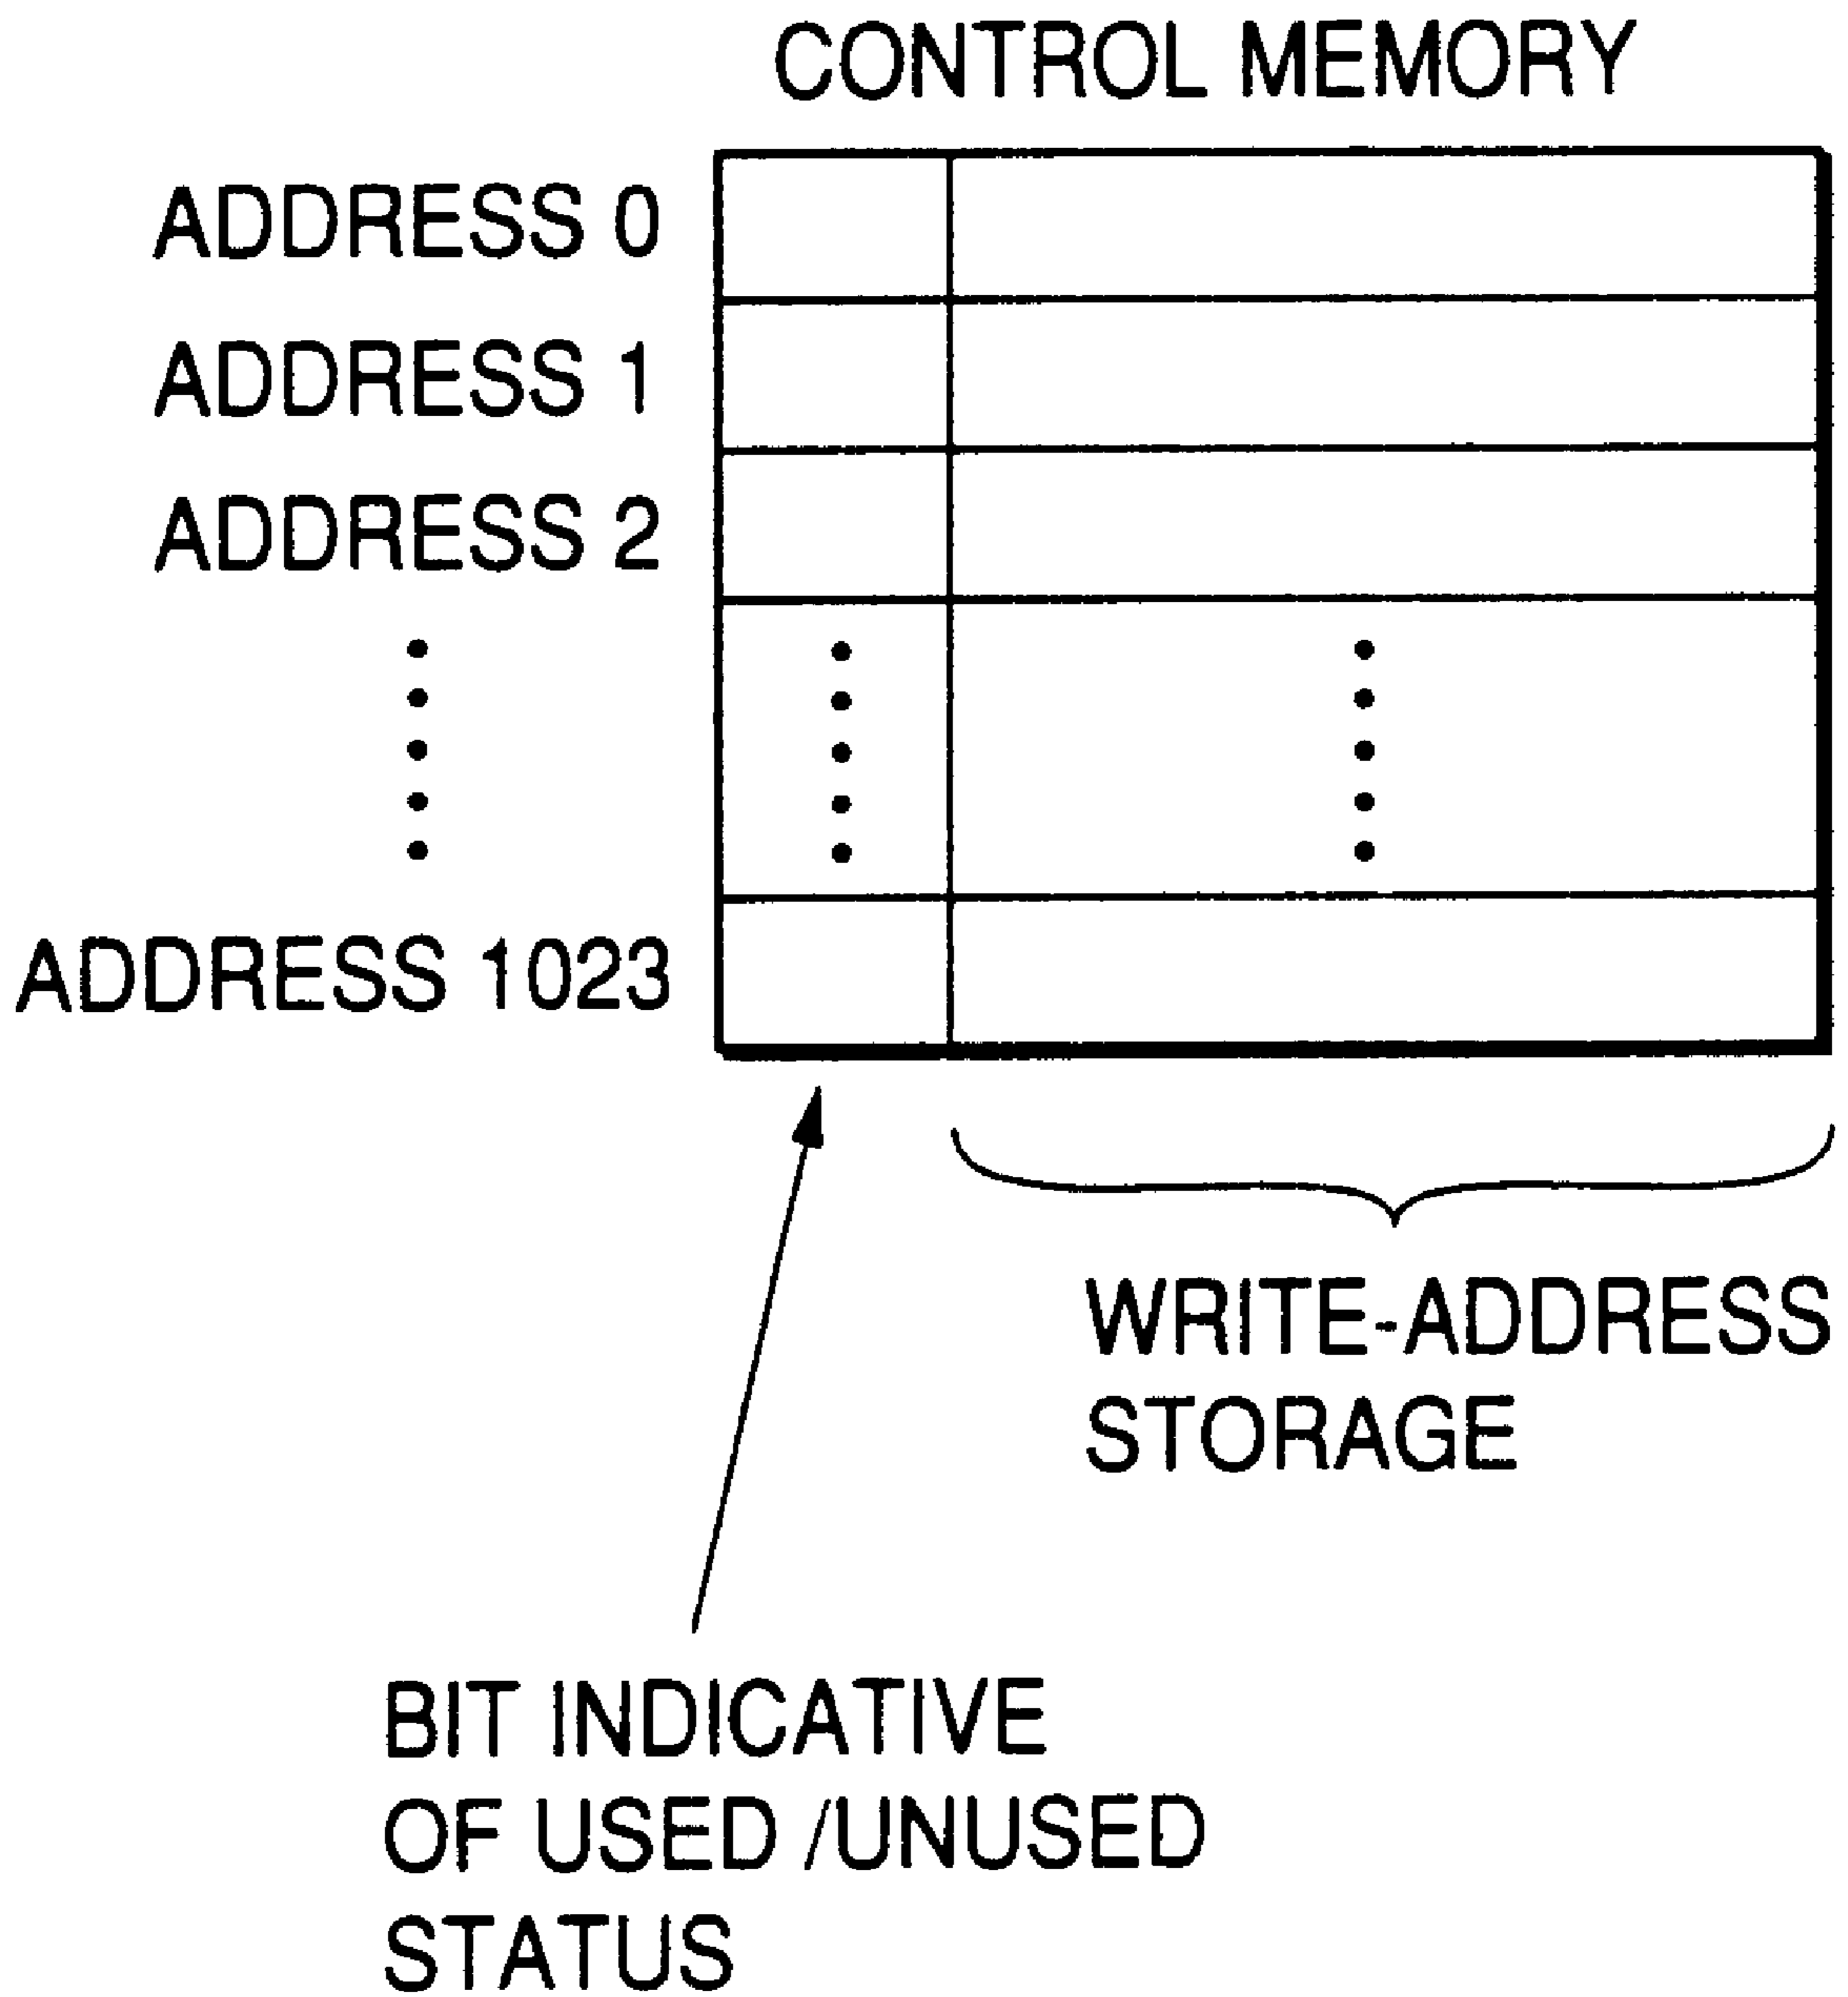 CONTROL MEMORY
ADDRESS 0
ADDRESS 1
ADDRESS 2
ADDRESS 1023
WRITE-ADDRESS
STORAGE
BIT INDICATIVE
OF USED /UNUSED
STATUS